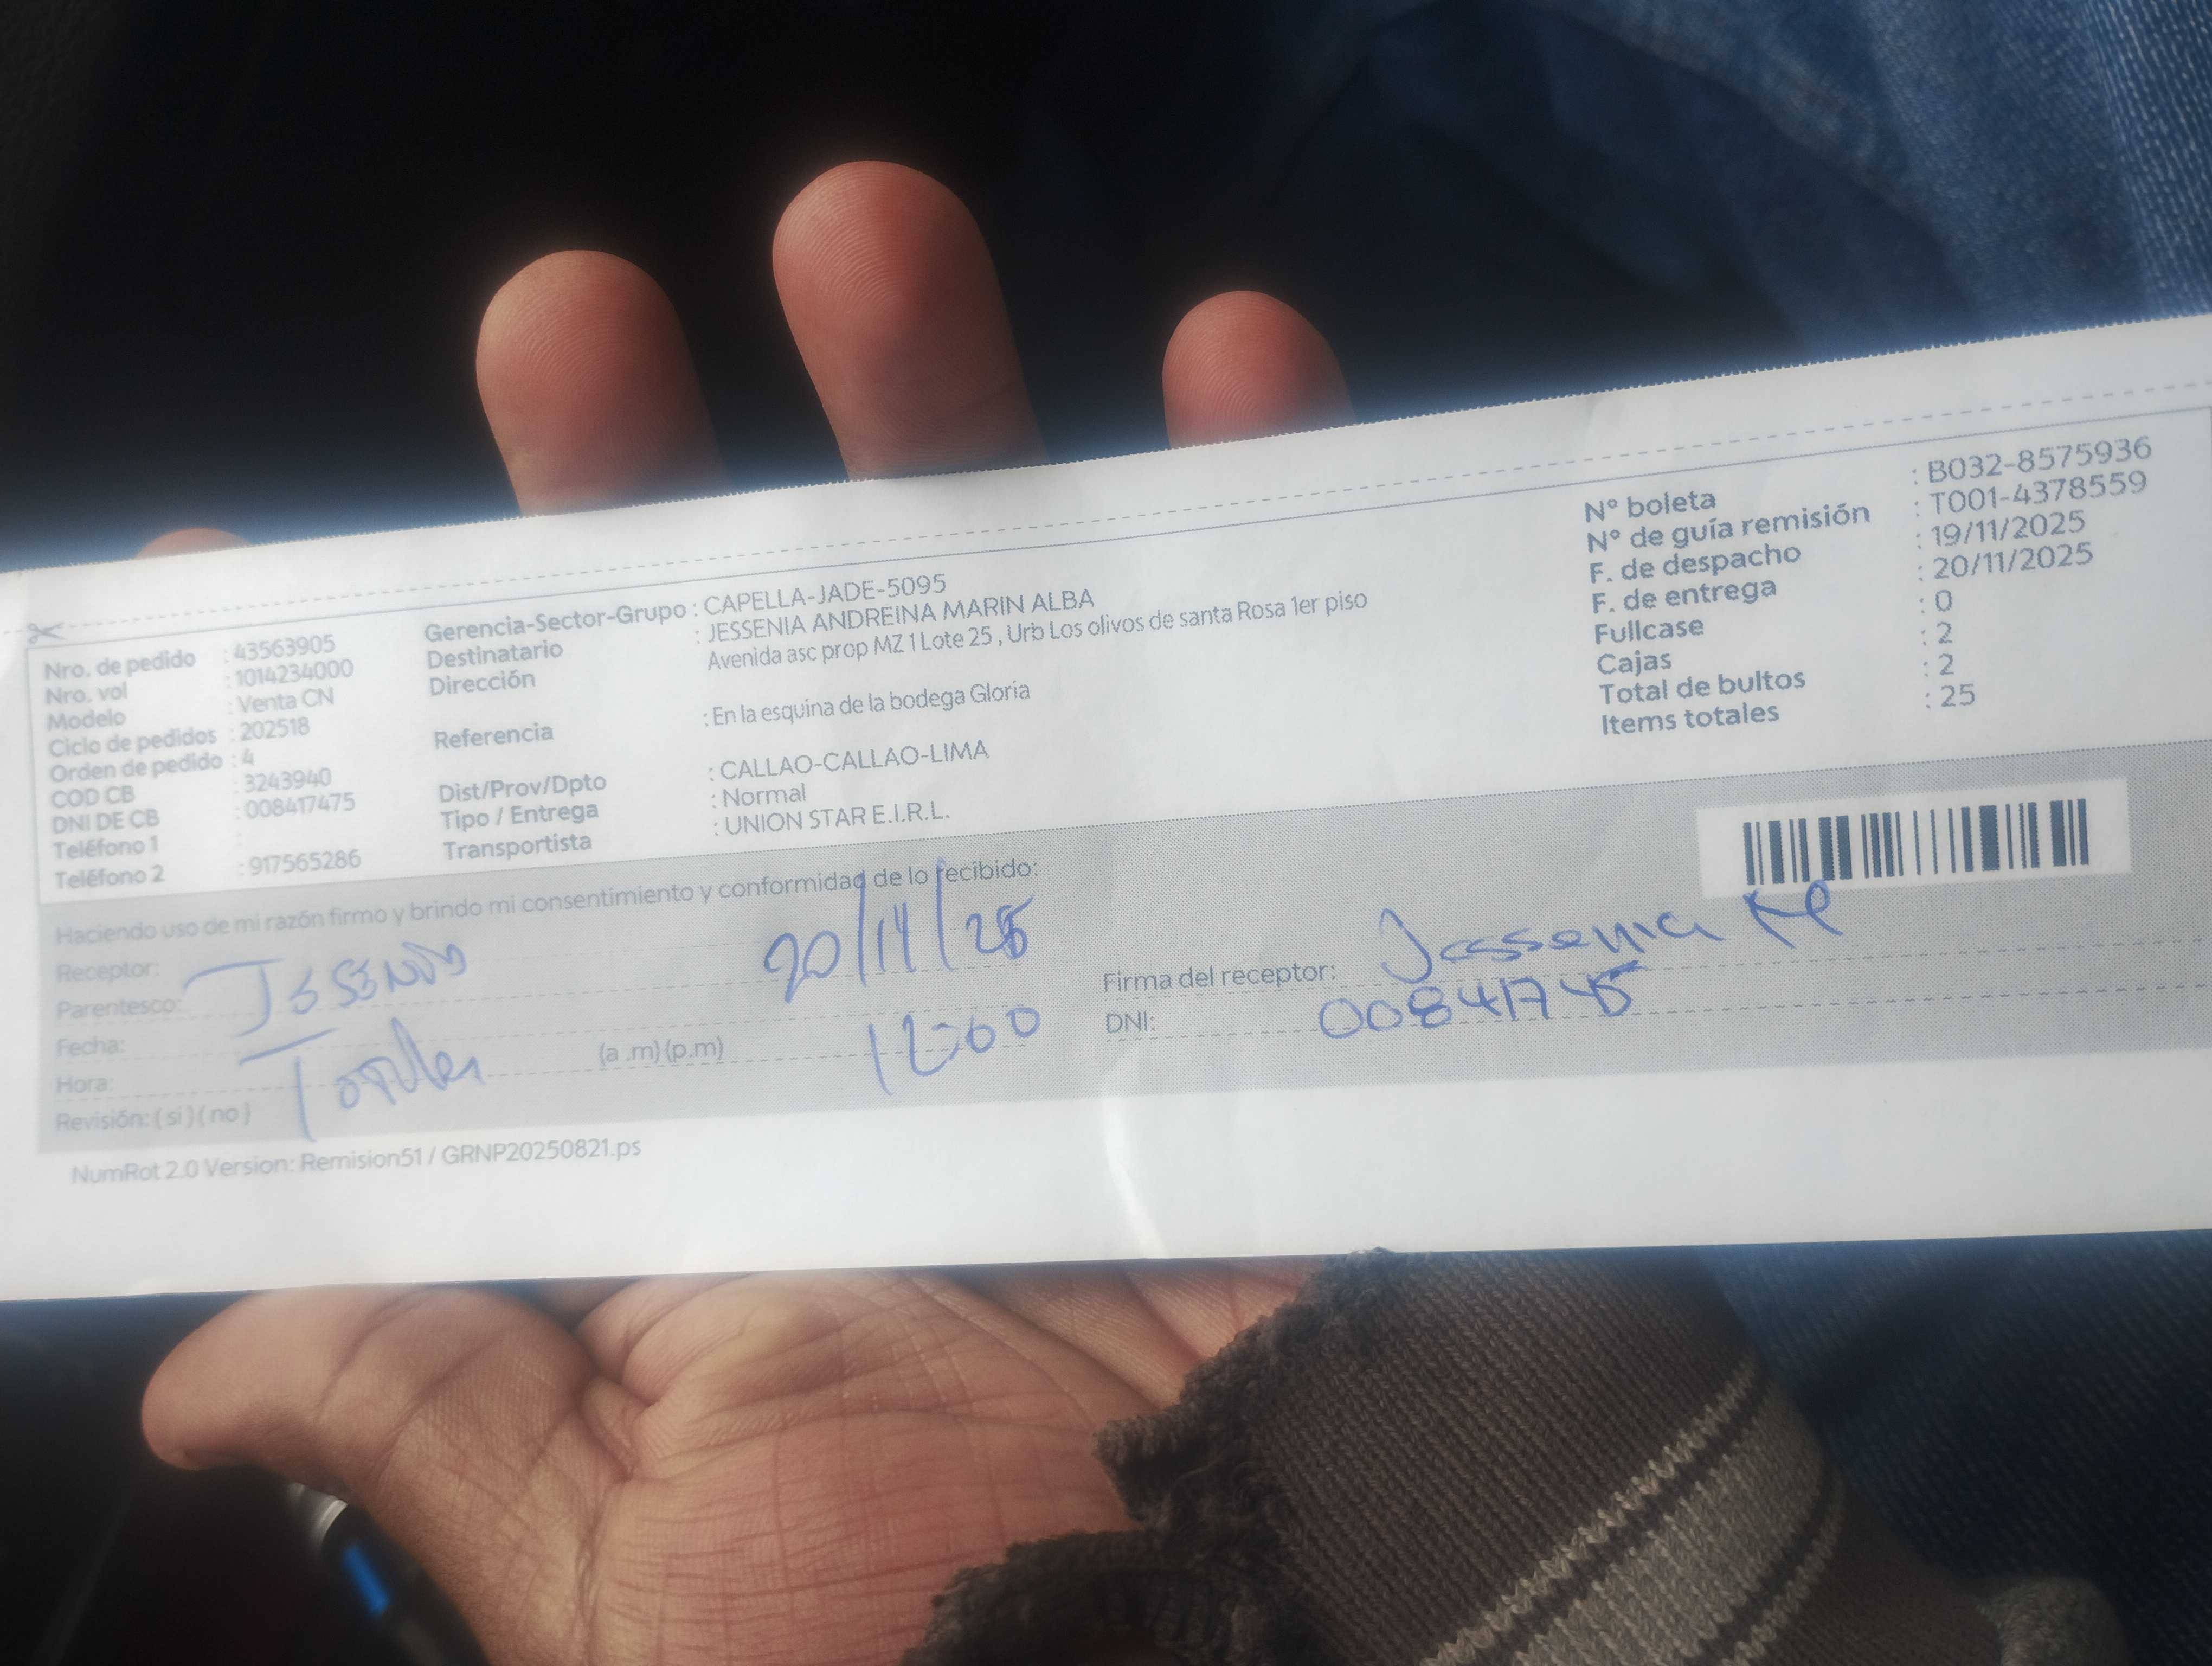 Nro. de pedido : 43563905
Nro. vol : 1014234000
Modelo : Venta CN
Ciclo de pedidos : 202518
Orden de pedido : 4
COD CB : 3243940
DNI DE CB : 008417475
Teléfono 1 :
Teléfono 2 : 917565286
Gerencia-Sector-Grupo : CAPELLA-JADE-5095
Destinatario : JESSENIA ANDREINA MARIN ALBA
Dirección Avenida asc prop MZ 1 Lote 25 , Urb Los olivos de santa Rosa 1er piso
Referencia : En la esquina de la bodega Gloria
Dist/Prov/Dpto : CALLAO-CALLAO-LIMA
Tipo / Entrega : Normal
Transportista : UNION STAR E.I.R.L.
N° boleta : B032-8575936
N° de guía remisión : T001-4378559
F. de despacho : 19/11/2025
F. de entrega : 20/11/2025
Fullcase : 0
Cajas : 2
Total de bultos : 2
Items totales : 25
Haciendo uso de mi razón firmo y brindo mi consentimiento y conformidad de lo recibido:
Receptor:
Parentesco:
Fecha: 20/11/25
Hora: (a .m) (p.m) 12:00
Revisión: ( si ) ( no )
Firma del receptor: Jessenia M
DNI:
NumRot 2.0 Version: Remision51 / GRNP20250821.ps